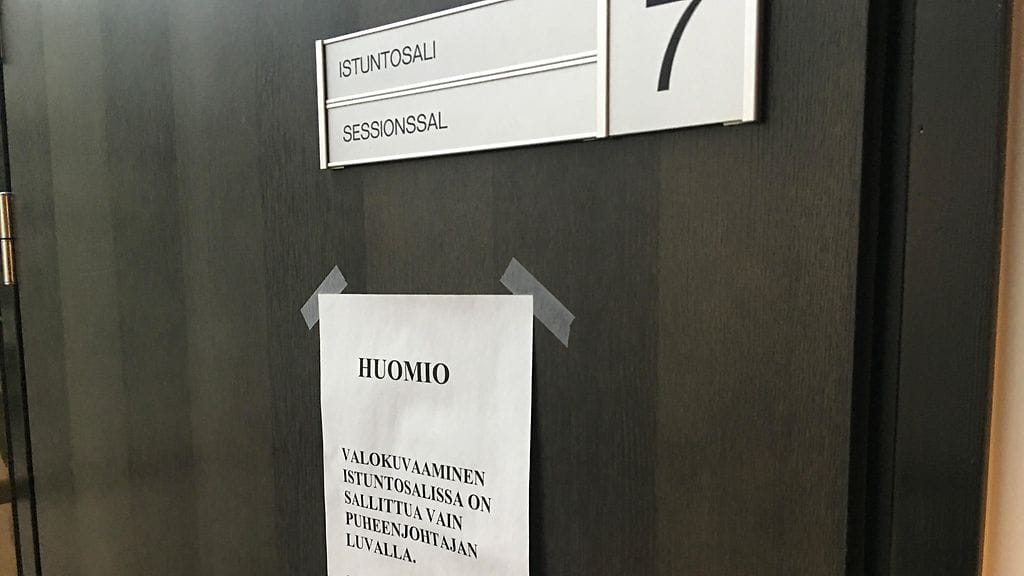 ISTUNTOSALI
SESSIONSSAL
7
HUOMIO
VALOKUVAAMINEN
ISTUNTOSALISSA ON
SALLITTUA VAIN
PUHEENJOHTAJAN
LUVALLA.